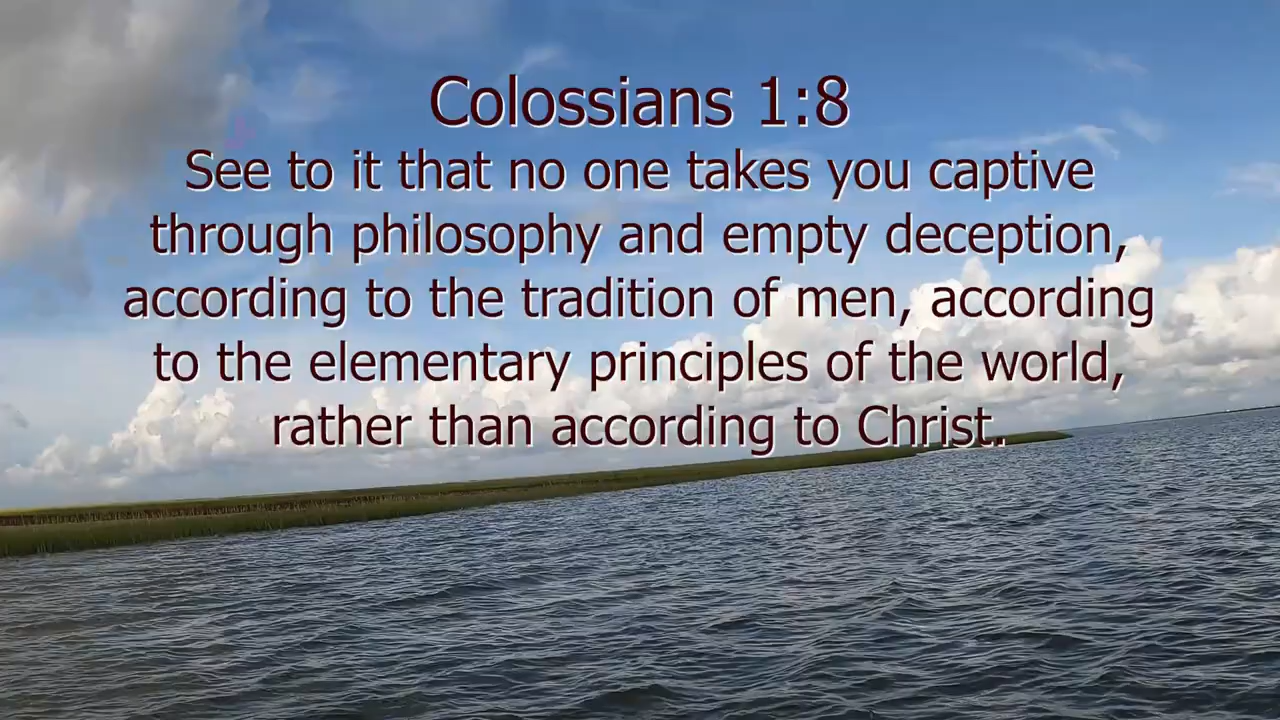 Colossians 1:8
See to it that no one takes you captive
through philosophy and empty deception,
according to the tradition of men, according
to the elementary principles of the world,
rather than according to Christ.